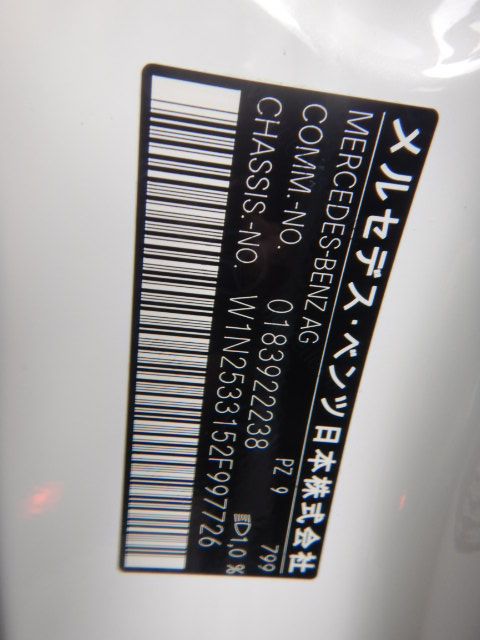 メルセデス・ベンツ日本株式会社
MERCEDES-BENZ AG 799
COMM.-NO. 0183922238 PZ 9 1,0 %
CHASSIS.-NO. W1N2533152F997726